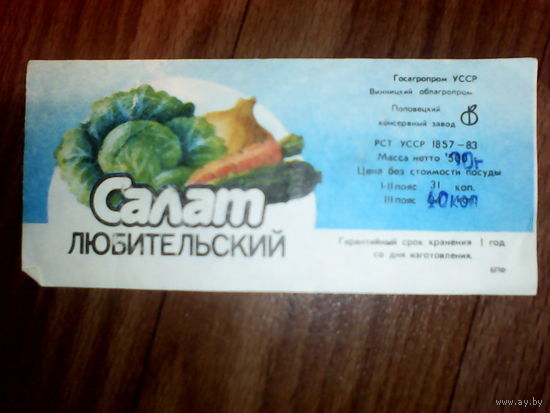 Салат
ЛЮБИТЕЛЬСКИЙ
Госагропром УССР
Винницкий облагропром
Поповецкий
консервный завод
РСТ УССР 1857-83
Масса нетто 500
Цена без стоимости посуды
I-II пояс 31 коп.
III пояс 40 коп
Гарантийный срок хранения 1 год
со дня изготовления.
БПФ
www.ay.by